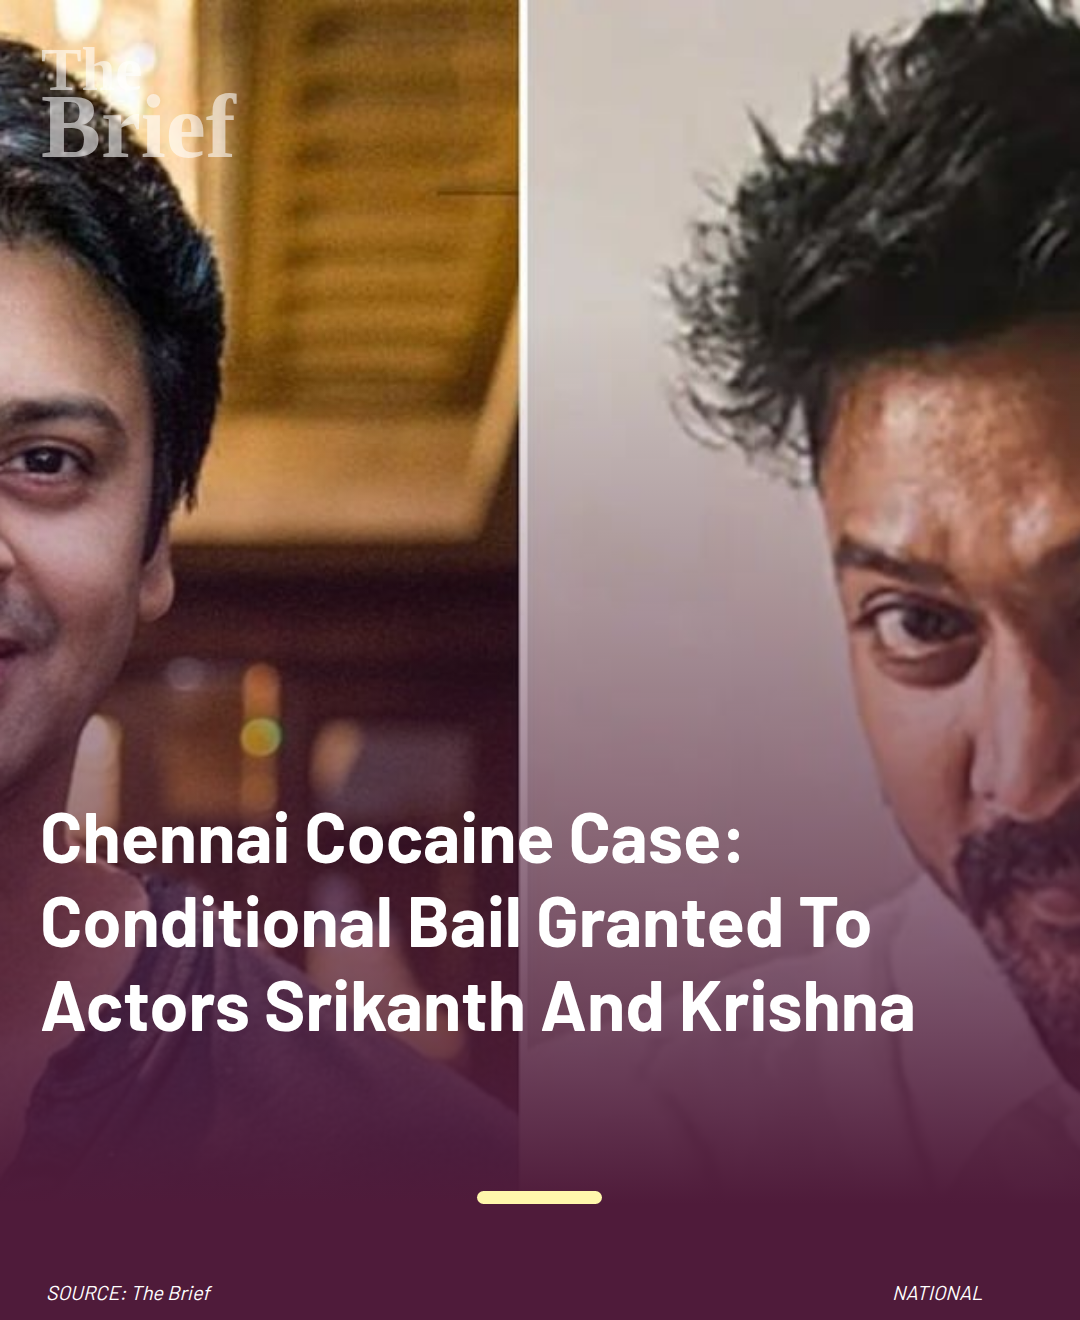 The
Brief
Chennai Cocaine Case:
Conditional Bail Granted To
Actors Srikanth And Krishna
SOURCE: The Brief
NATIONAL